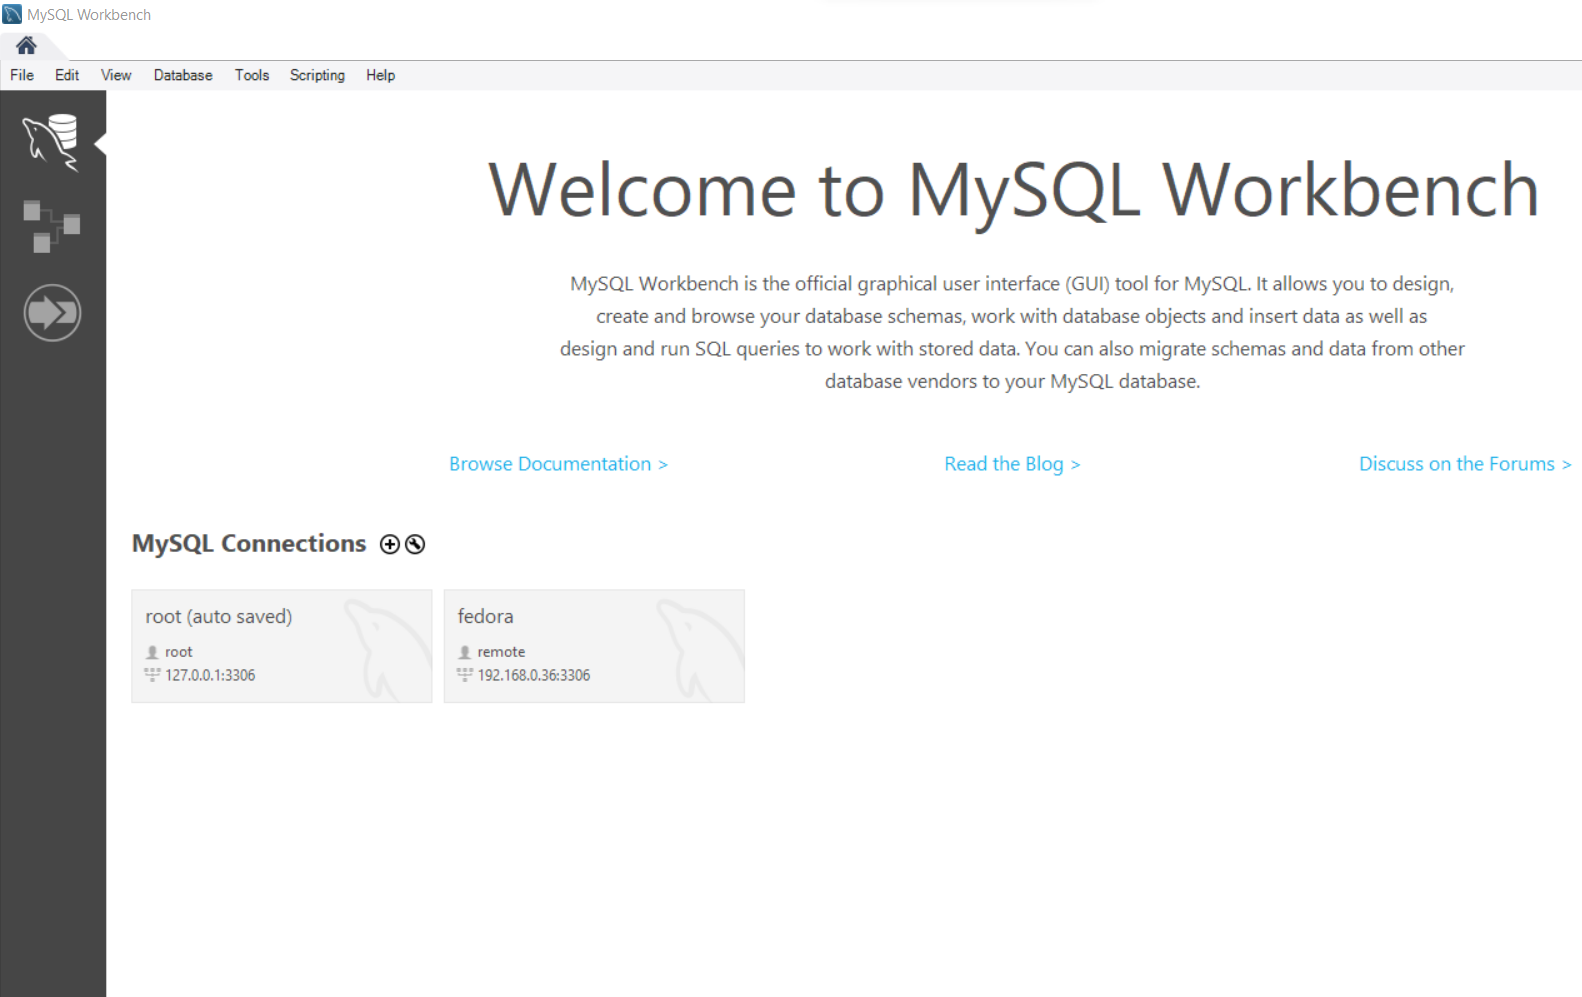 MySQL Workbench
File Edit View Database Tools Scripting Help
Welcome to MySQL Workbench
MySQL Workbench is the official graphical user interface (GUI) tool for MySQL. It allows you to design,
create and browse your database schemas, work with database objects and insert data as well as
design and run SQL queries to work with stored data. You can also migrate schemas and data from other
database vendors to your MySQL database.
Browse Documentation > Read the Blog > Discuss on the Forums >
MySQL Connections
root (auto saved)
root
127.0.0.1:3306
fedora
remote
192.168.0.36:3306